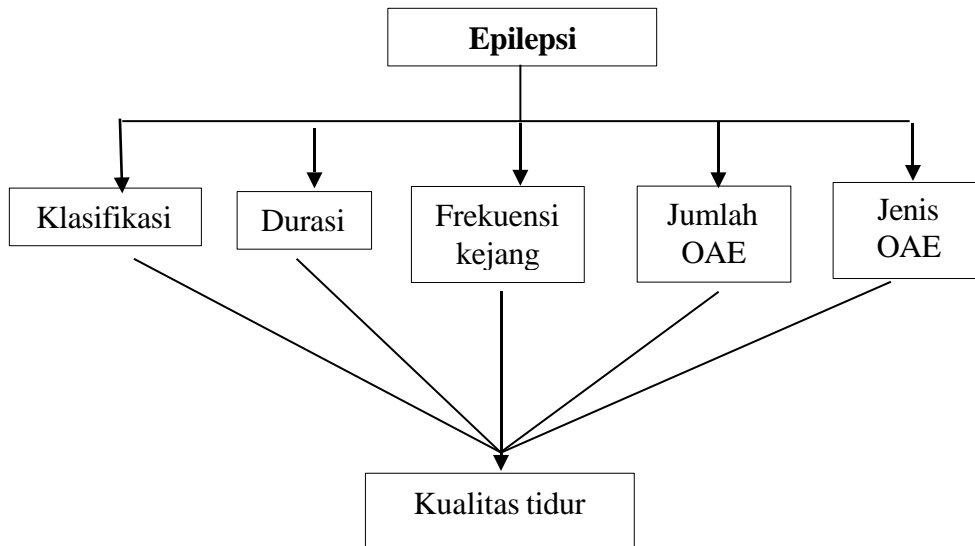 Epilepsi
Klasifikasi
Durasi
Frekuensi
kejang
Jumlah
OAE
Jenis
OAE
Kualitas tidur